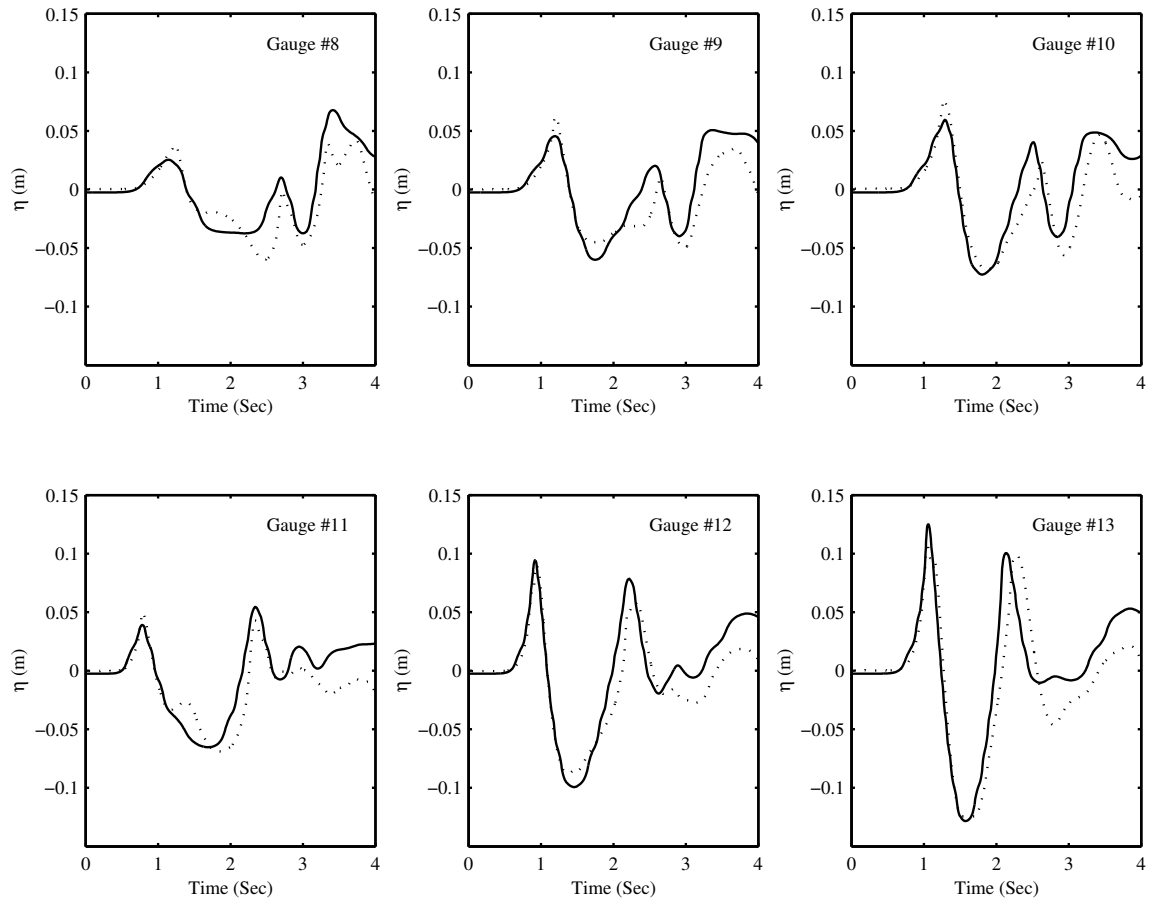 0.15
0.1
0.05
0
−0.05
−0.1
η (m)
Gauge #8
0 1 2 3 4
Time (Sec)
0.15
0.1
0.05
0
−0.05
−0.1
η (m)
Gauge #9
0 1 2 3 4
Time (Sec)
0.15
0.1
0.05
0
−0.05
−0.1
η (m)
Gauge #10
0 1 2 3 4
Time (Sec)
0.15
0.1
0.05
0
−0.05
−0.1
η (m)
Gauge #11
0 1 2 3 4
Time (Sec)
0.15
0.1
0.05
0
−0.05
−0.1
η (m)
Gauge #12
0 1 2 3 4
Time (Sec)
0.15
0.1
0.05
0
−0.05
−0.1
η (m)
Gauge #13
0 1 2 3 4
Time (Sec)